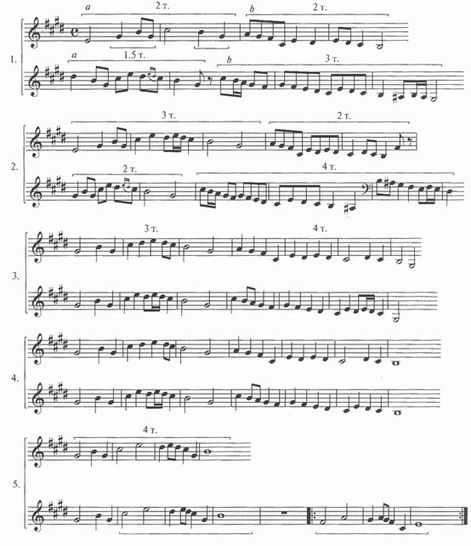 a 2 т. b 2 т.
1.
a 1.5 т. b 3 т.
3 т. 2 т.
2.
2 т. 4 т.
3 т. 4 т.
3.
4.
4 т.
5.